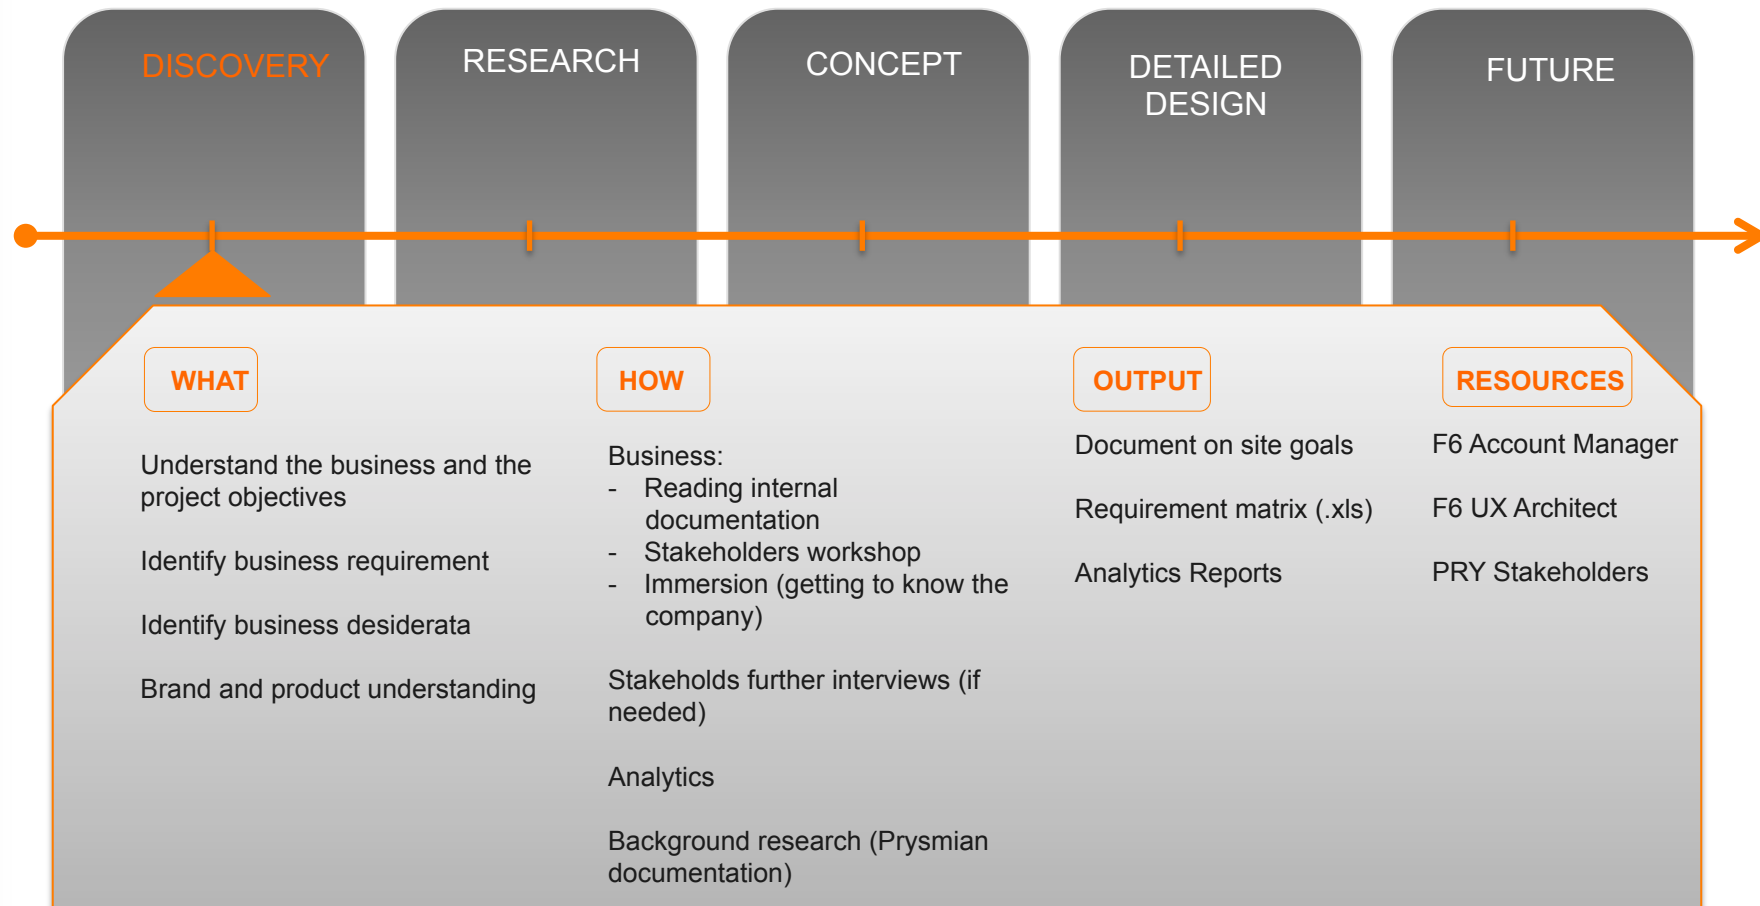 DISCOVERY
RESEARCH
CONCEPT
DETAILED
DESIGN
FUTURE
WHAT
Understand the business and the
project objectives
Identify business requirement
Identify business desiderata
Brand and product understanding
HOW
Business:
- Reading internal
documentation
- Stakeholders workshop
- Immersion (getting to know the
company)
Stakeholds further interviews (if
needed)
Analytics
Background research (Prysmian
documentation)
OUTPUT
Document on site goals
Requirement matrix (.xls)
Analytics Reports
RESOURCES
F6 Account Manager
F6 UX Architect
PRY Stakeholders